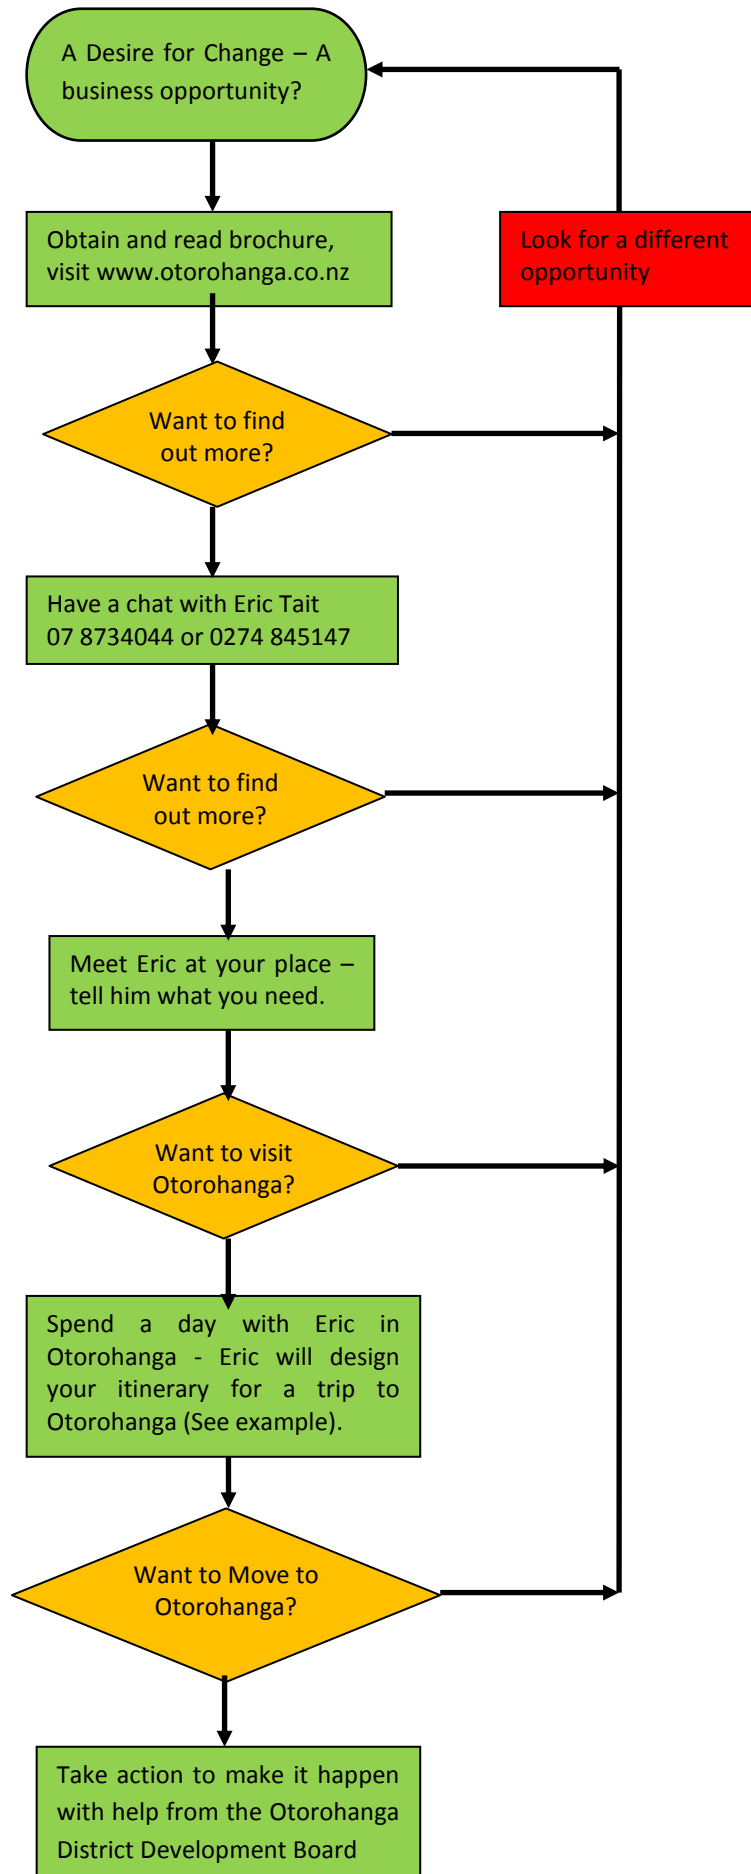 A Desire for Change – A
business opportunity?
Obtain and read brochure,
visit www.otorohanga.co.nz
Look for a different
opportunity
Want to find
out more?
Have a chat with Eric Tait
07 8734044 or 0274 845147
Want to find
out more?
Meet Eric at your place –
tell him what you need.
Want to visit
Otorohanga?
Spend a day with Eric in
Otorohanga - Eric will design
your itinerary for a trip to
Otorohanga (See example).
Want to Move to
Otorohanga?
Take action to make it happen
with help from the Otorohanga
District Development Board